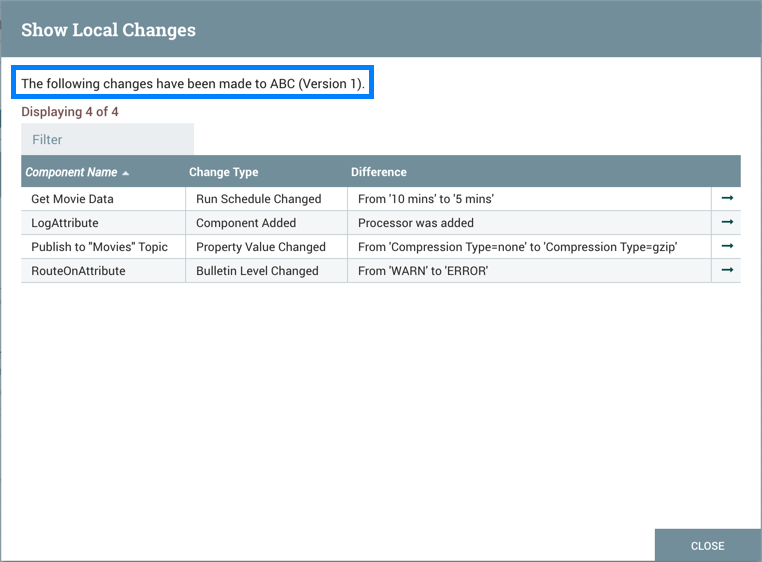 Show Local Changes
The following changes have been made to ABC (Version 1).
Displaying 4 of 4
Filter
Component Name Change Type Difference
Get Movie Data Run Schedule Changed From '10 mins' to '5 mins'
LogAttribute Component Added Processor was added
Publish to "Movies" Topic Property Value Changed From 'Compression Type=none' to 'Compression Type=gzip'
RouteOnAttribute Bulletin Level Changed From 'WARN' to 'ERROR'
CLOSE